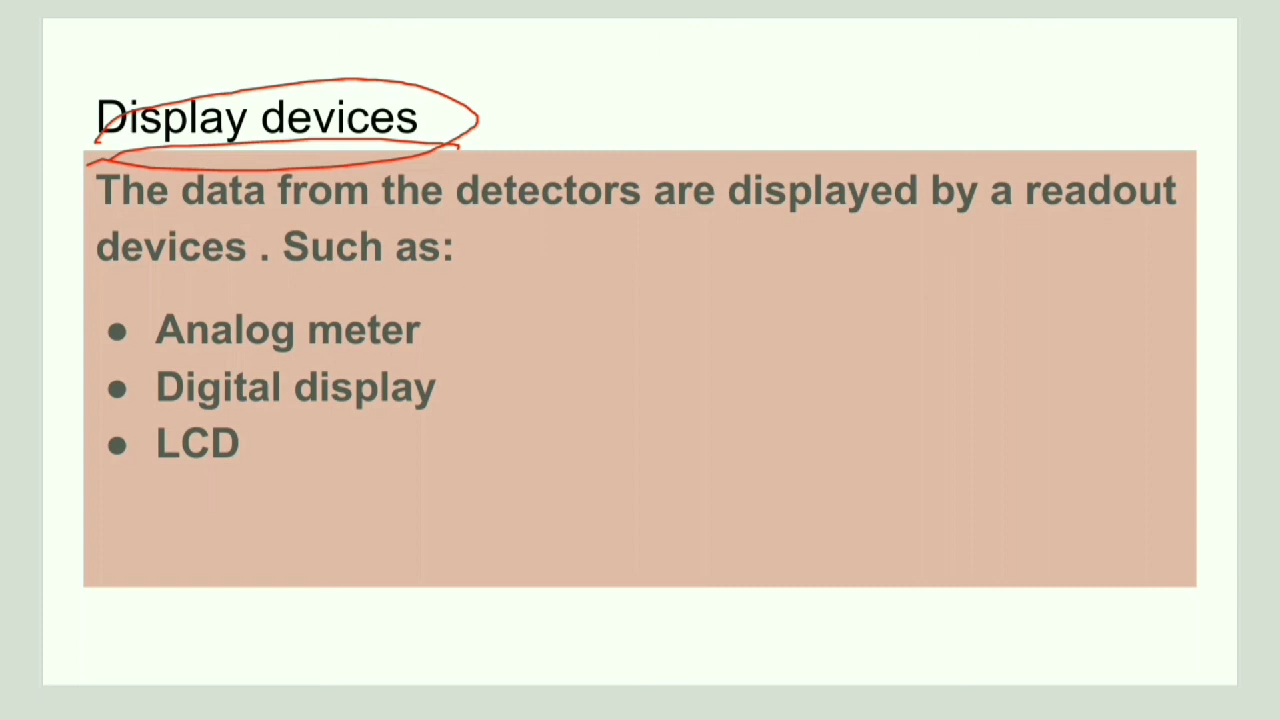 Display devices
The data from the detectors are displayed by a readout
devices . Such as:
● Analog meter
● Digital display
● LCD